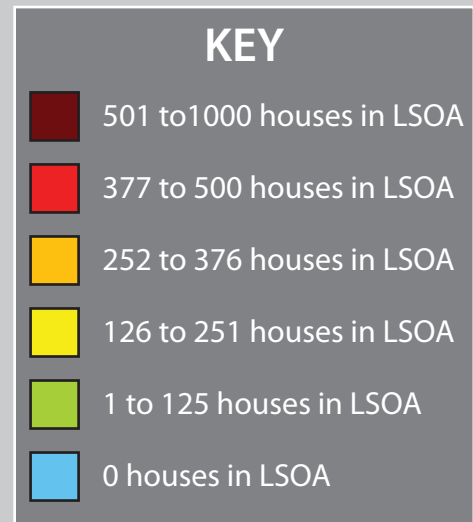 KEY
501 to1000 houses in LSOA
377 to 500 houses in LSOA
252 to 376 houses in LSOA
126 to 251 houses in LSOA
1 to 125 houses in LSOA
0 houses in LSOA